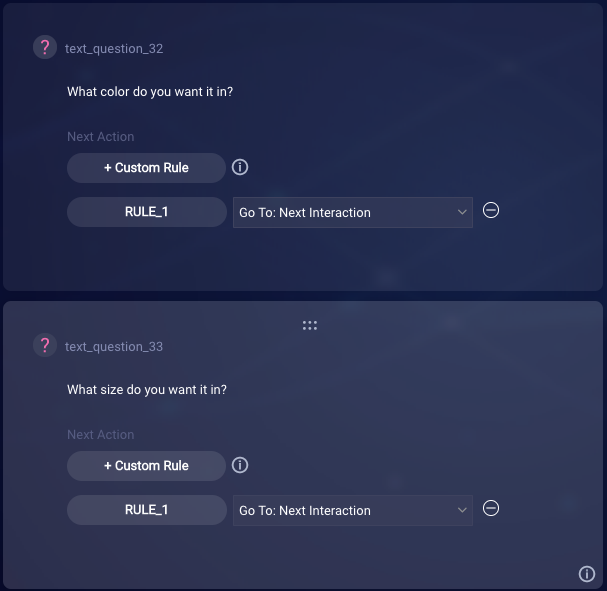 text_question_32
What color do you want it in?
Next Action
+ Custom Rule
RULE_1
Go To: Next Interaction
text_question_33
What size do you want it in?
Next Action
+ Custom Rule
RULE_1
Go To: Next Interaction